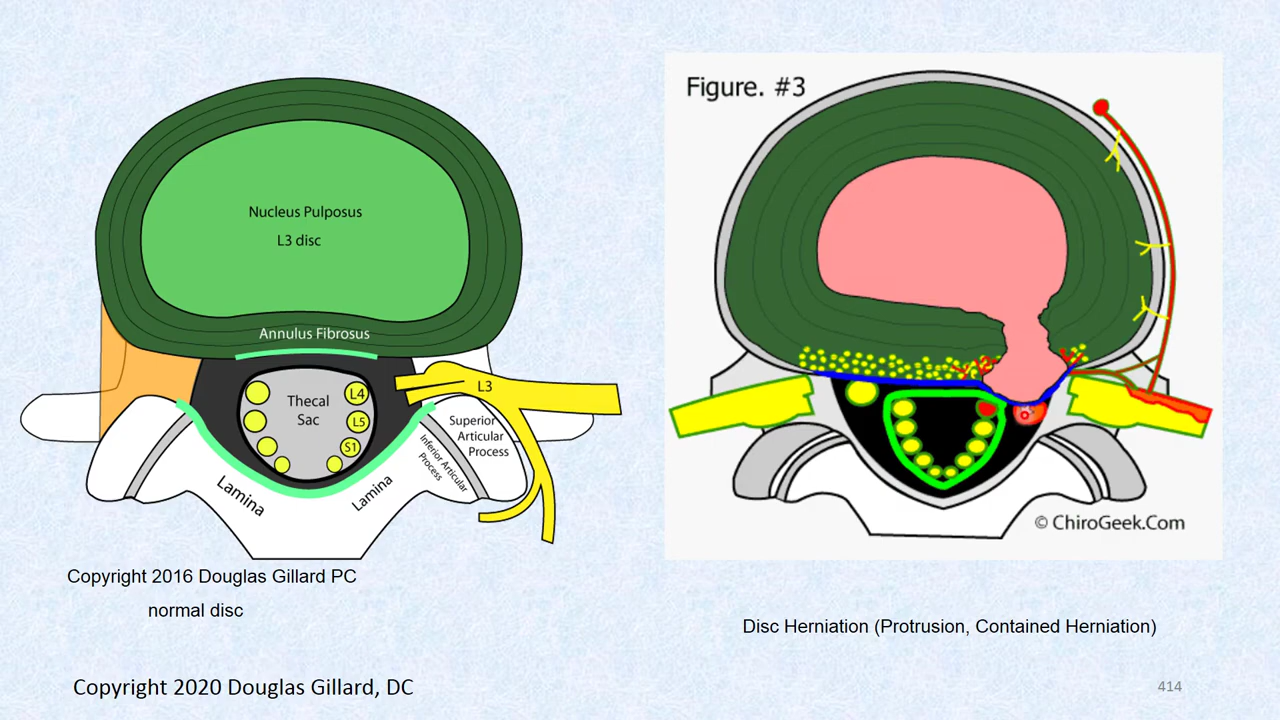 Nucleus Pulposus
L3 disc
Annulus Fibrosus
L3
Thecal
Sac
L4
L5
S1
Superior
Articular
Process
Inferior Articular
Process
Lamina
Lamina
Copyright 2016 Douglas Gillard PC
normal disc
Copyright 2020 Douglas Gillard, DC
Figure. #3
© ChiroGeek.Com
Disc Herniation (Protrusion, Contained Herniation)
414